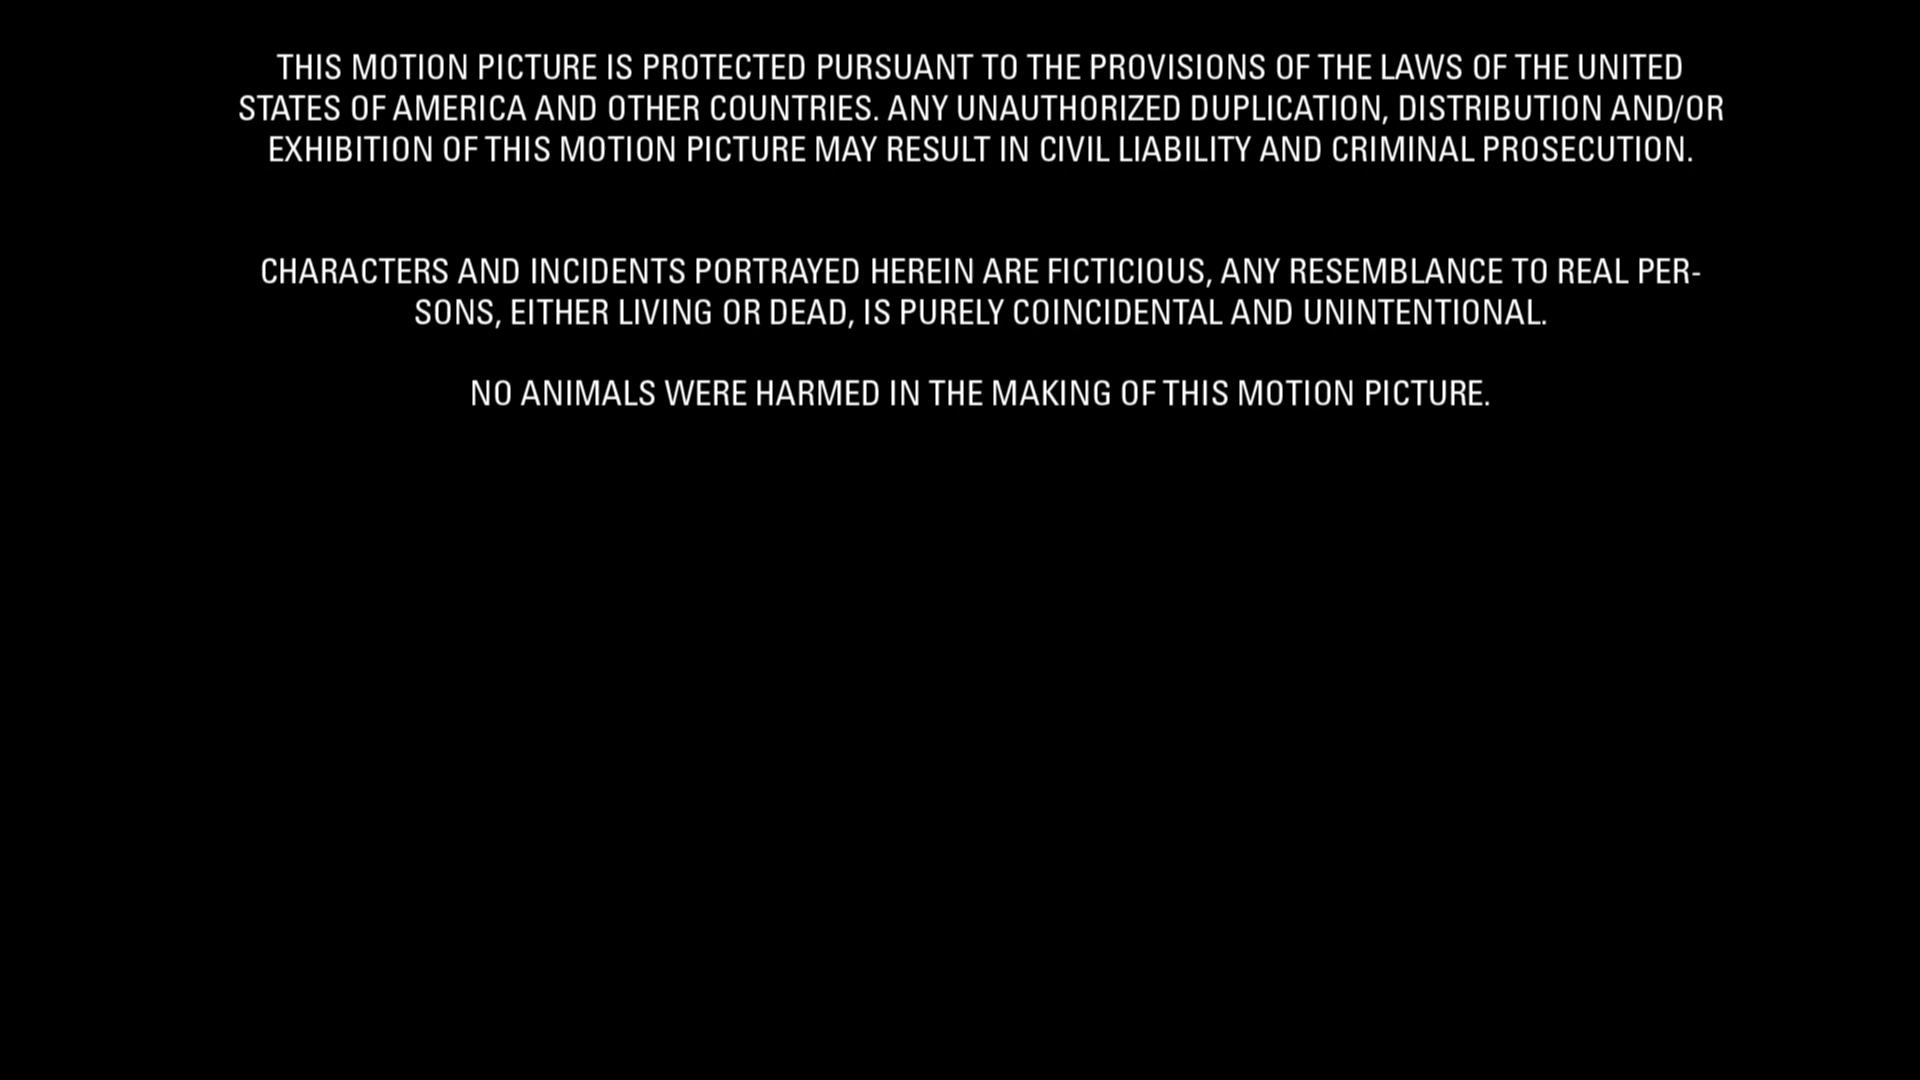 THIS MOTION PICTURE IS PROTECTED PURSUANT TO THE PROVISIONS OF THE LAWS OF THE UNITED
STATES OF AMERICA AND OTHER COUNTRIES. ANY UNAUTHORIZED DUPLICATION, DISTRIBUTION AND/OR
EXHIBITION OF THIS MOTION PICTURE MAY RESULT IN CIVIL LIABILITY AND CRIMINAL PROSECUTION.
CHARACTERS AND INCIDENTS PORTRAYED HEREIN ARE FICTICIOUS, ANY RESEMBLANCE TO REAL PER-
SONS, EITHER LIVING OR DEAD, IS PURELY COINCIDENTAL AND UNINTENTIONAL.
NO ANIMALS WERE HARMED IN THE MAKING OF THIS MOTION PICTURE.